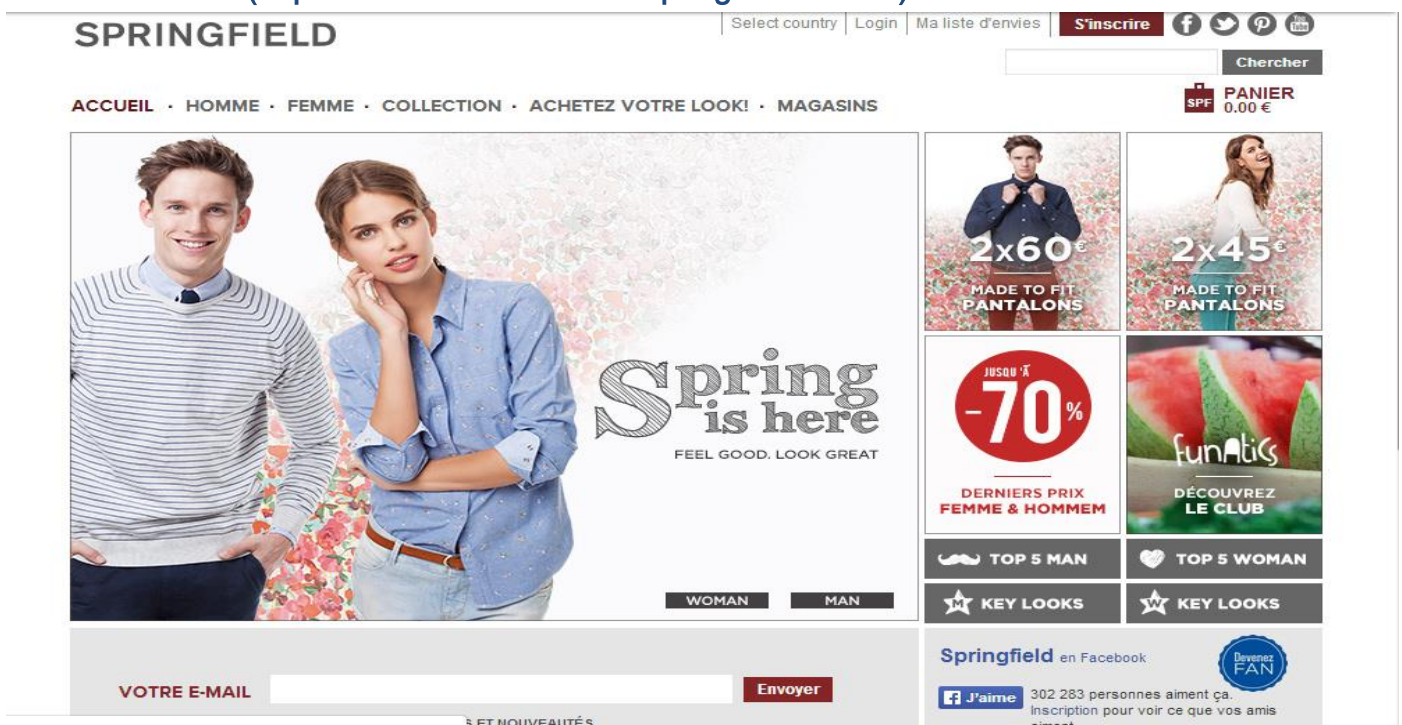 SPRINGFIELD
Select country Login Ma liste d'envies S'inscrire
You Tube
Chercher
ACCUEIL · HOMME · FEMME · COLLECTION · ACHETEZ VOTRE LOOK! · MAGASINS
SPF PANIER
0.00 €
Spring
is here
FEEL GOOD. LOOK GREAT
WOMAN MAN
2x60€
MADE TO FIT
PANTALONS
2x45€
MADE TO FIT
PANTALONS
JUSQU'À
-70%
DERNIERS PRIX
FEMME & HOMMEM
funAtics
DÉCOUVREZ
LE CLUB
TOP 5 MAN
TOP 5 WOMAN
M KEY LOOKS
W KEY LOOKS
VOTRE E-MAIL Envoyer
ET NOUVEAUTÉS
Springfield en Facebook
Devenez
FAN
J'aime 302 283 personnes aiment ça.
Inscription pour voir ce que vos amis